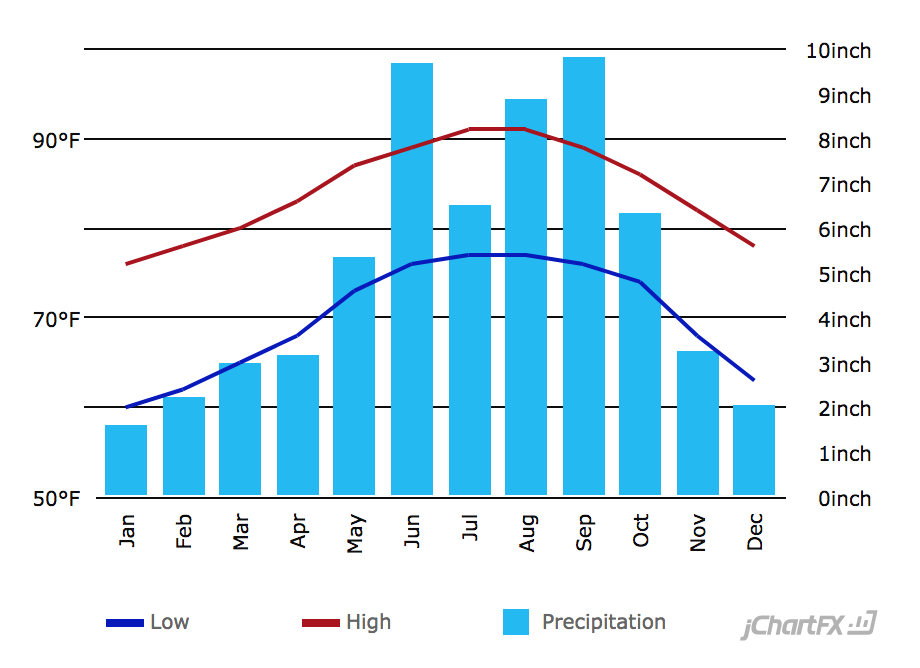 10inch
9inch
90°F
8inch
7inch
6inch
5inch
70°F
4inch
3inch
2inch
1inch
50°F
0inch
Jan
Feb
Mar
Apr
May
Jun
Jul
Aug
Sep
Oct
Nov
Dec
Low
High
Precipitation
jChartFX